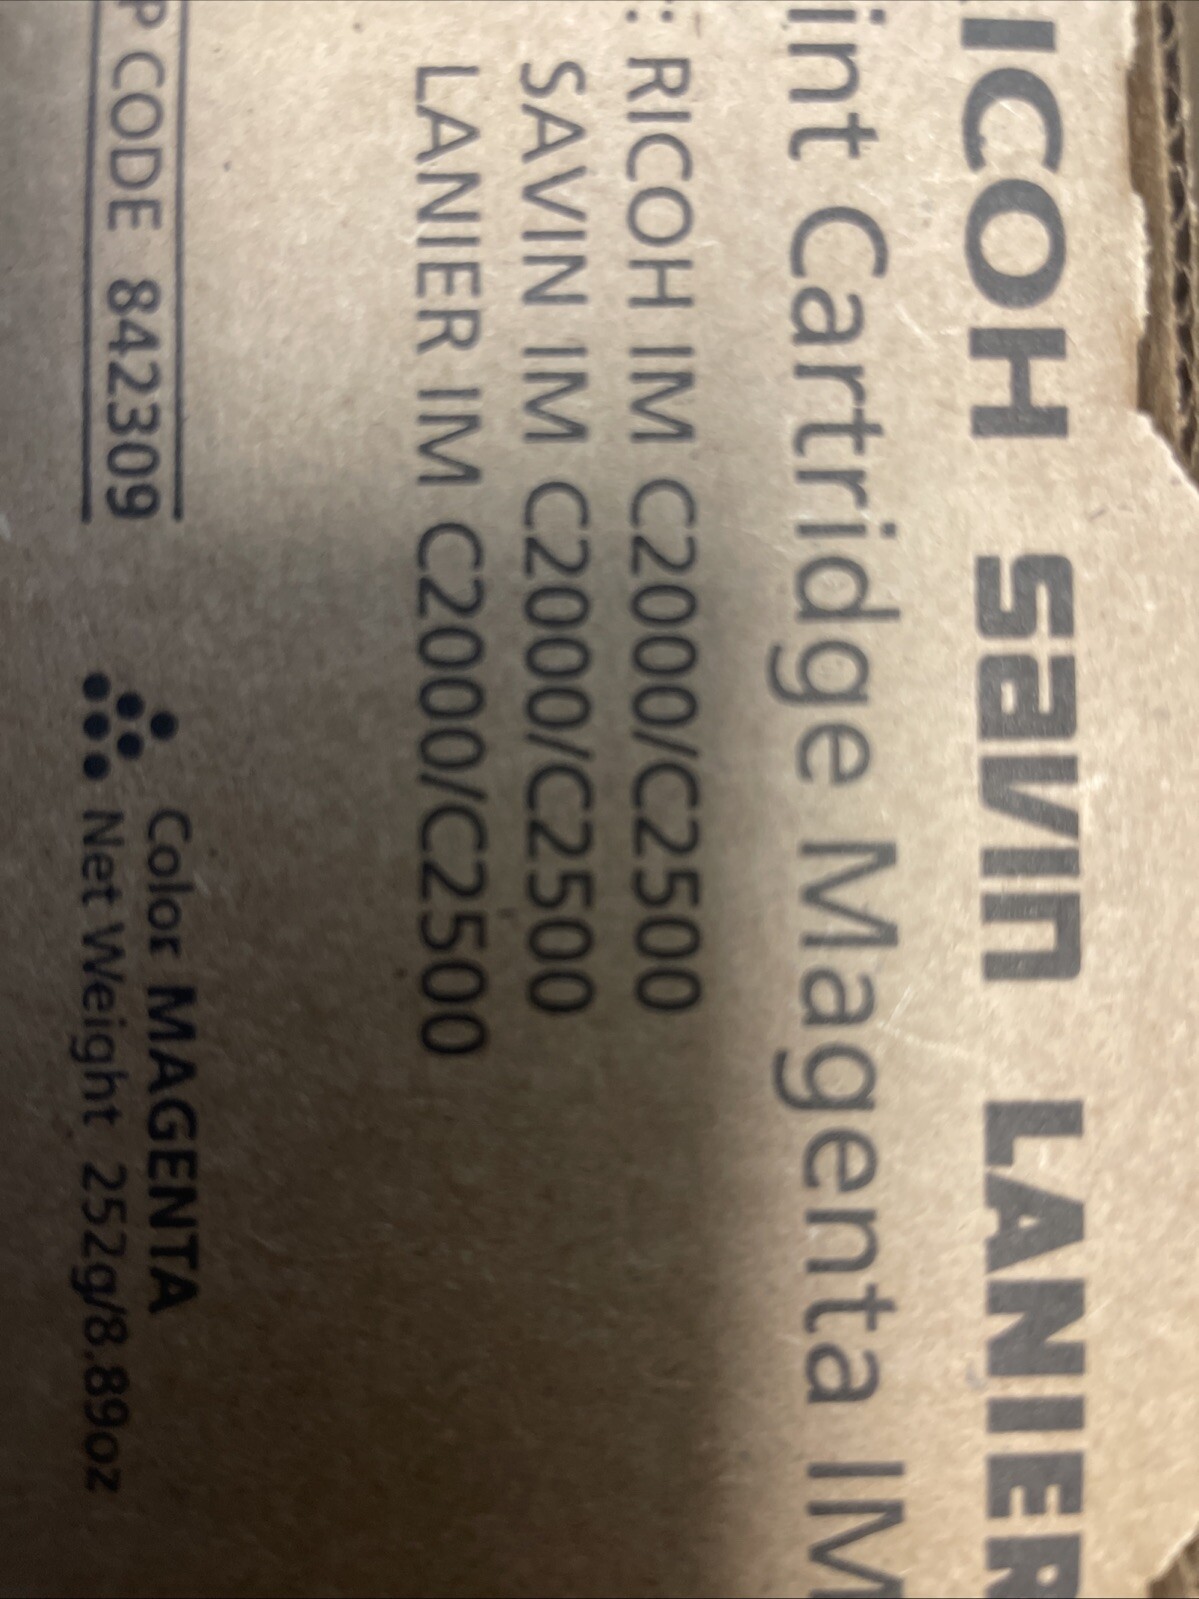 ICOH savin LANIER
int Cartridge Magenta IM
: RICOH IM C2000/C2500
SAVIN IM C2000/C2500
LANIER IM C2000/C2500
P CODE 842309
Color MAGENTA
Net Weight 252g/8.89oz